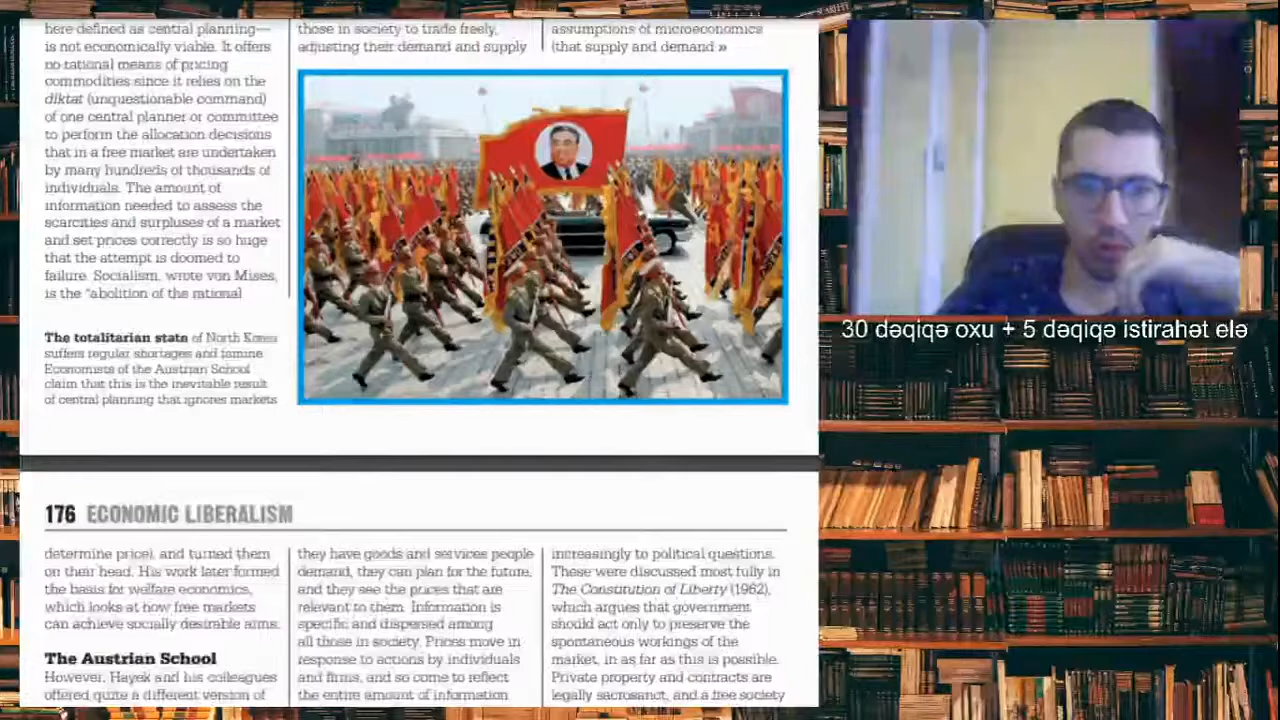 here defined as central planning—
is not economically viable. It offers
no rational means of pricing
commodities since it relies on the
diktat (unquestionable command)
of one central planner or committee
to perform the allocation decisions
that in a free market are undertaken
by many hundreds of thousands of
individuals. The amount of
information needed to assess the
scarcities and surpluses of a market
and set prices correctly is so huge
that the attempt is doomed to
failure. Socialism, wrote von Mises,
is the “abolition of the rational
The totalitarian state of North Korea
suffers regular shortages and famine
Economists of the Austrian School
claim that this is the inevitable result
of central planning that ignores markets
those in society to trade freely,
adjusting their demand and supply
assumptions of microeconomics
(that supply and demand »
30 dəqiqə oxu + 5 dəqiqə istirahət elə
176 ECONOMIC LIBERALISM
determine price), and turned them
on their head. His work later formed
the basis for welfare economics,
which looks at how free markets
can achieve socially desirable aims.
The Austrian School
However, Hayek and his colleagues
offered quite a different version of
they have goods and services people
demand, they can plan for the future,
and they see the prices that are
relevant to them. Information is
specific and dispersed among
all those in society. Prices move in
response to actions by individuals
and firms, and so come to reflect
the entire amount of information
increasingly to political questions.
These were discussed most fully in
The Constitution of Liberty (1962),
which argues that government
should act only to preserve the
spontaneous workings of the
market, in as far as this is possible.
Private property and contracts are
legally sacrosanct, and a free society